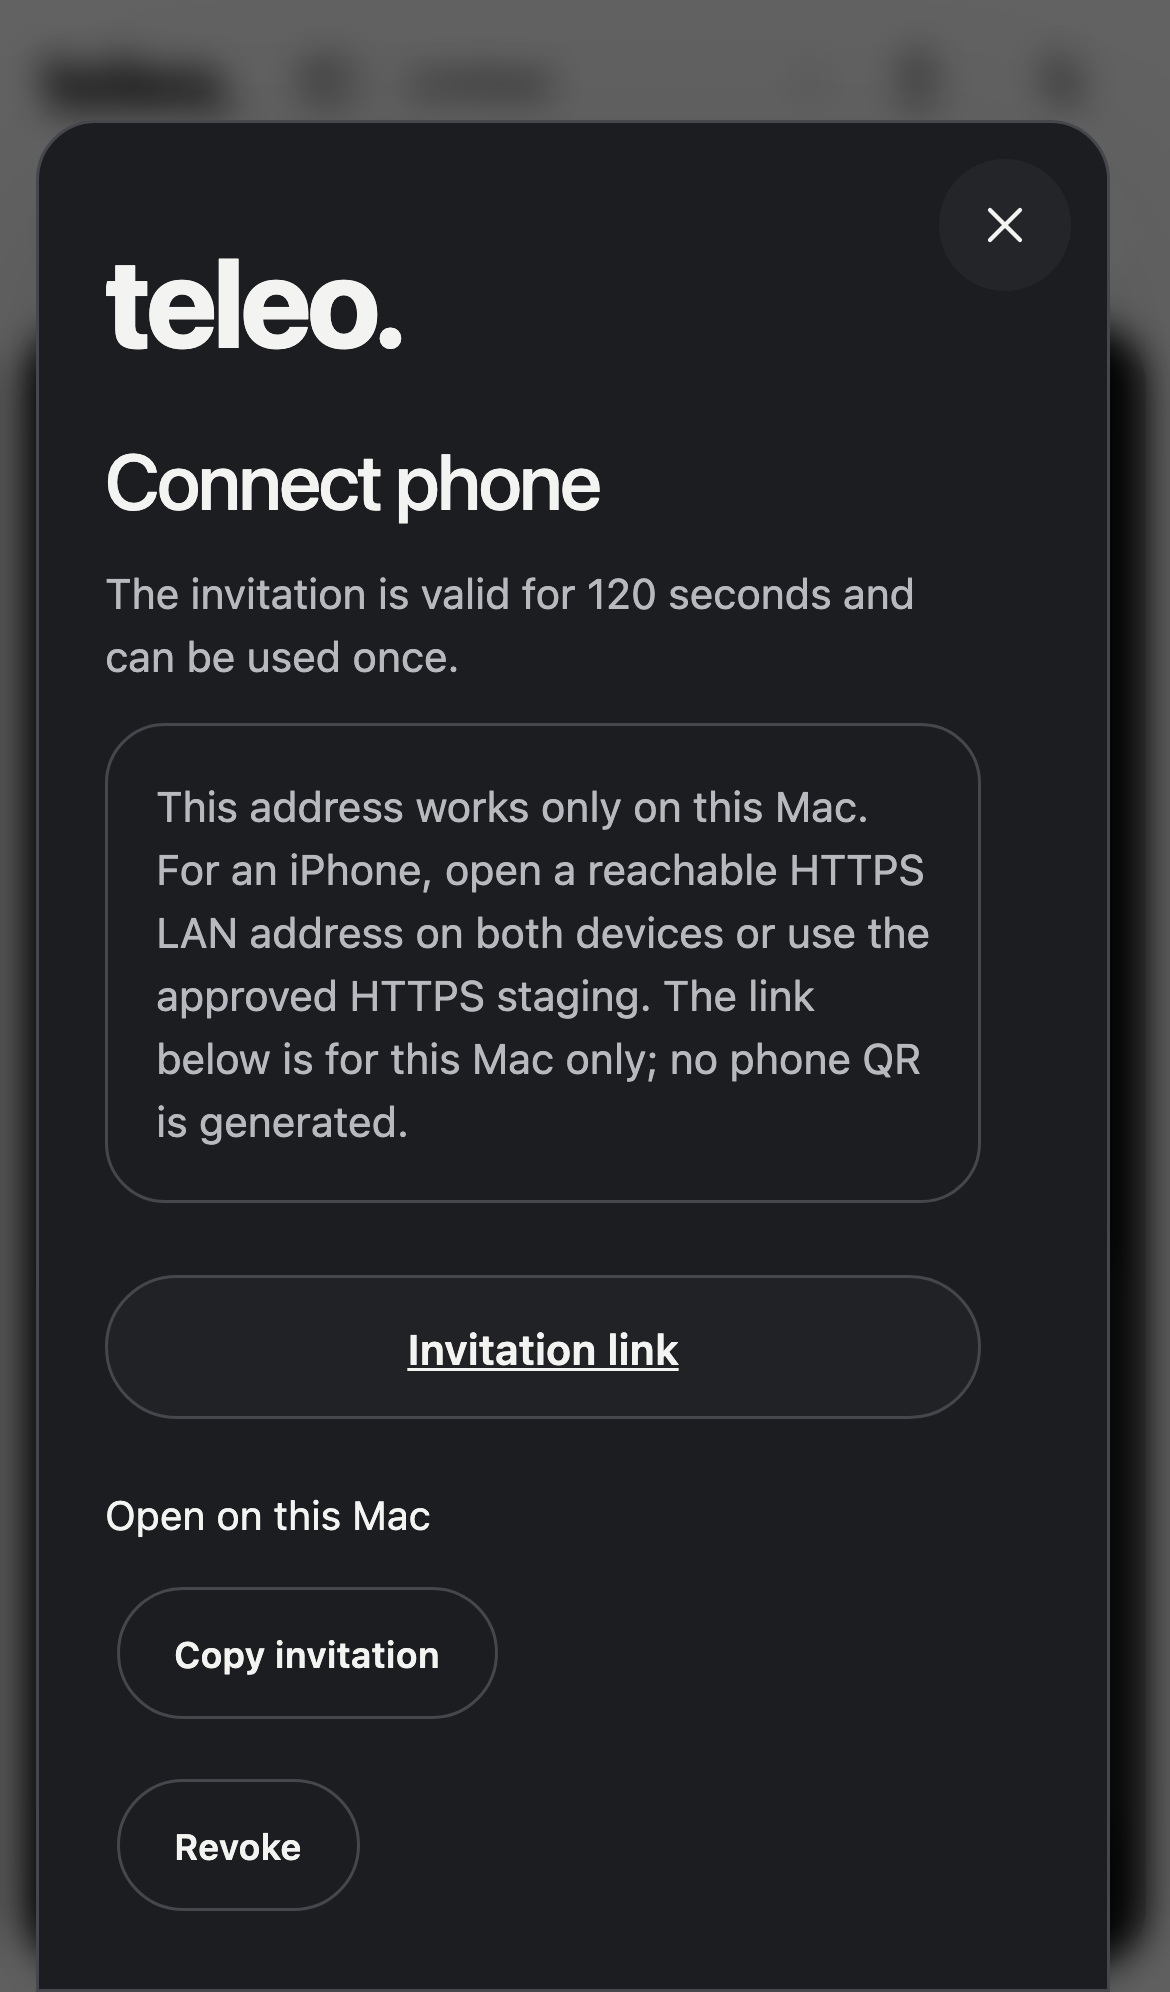 teleo.
Connect phone
The invitation is valid for 120 seconds and
can be used once.
This address works only on this Mac.
For an iPhone, open a reachable HTTPS
LAN address on both devices or use the
approved HTTPS staging. The link
below is for this Mac only; no phone QR
is generated.
Invitation link
Open on this Mac
Copy invitation
Revoke